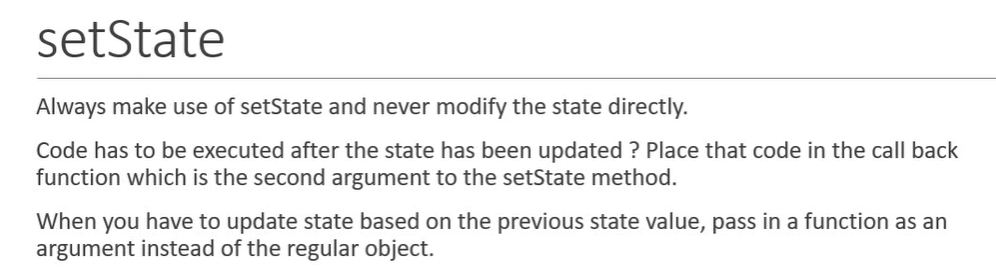 setState
Always make use of setState and never modify the state directly.
Code has to be executed after the state has been updated ? Place that code in the call back
function which is the second argument to the setState method.
When you have to update state based on the previous state value, pass in a function as an
argument instead of the regular object.